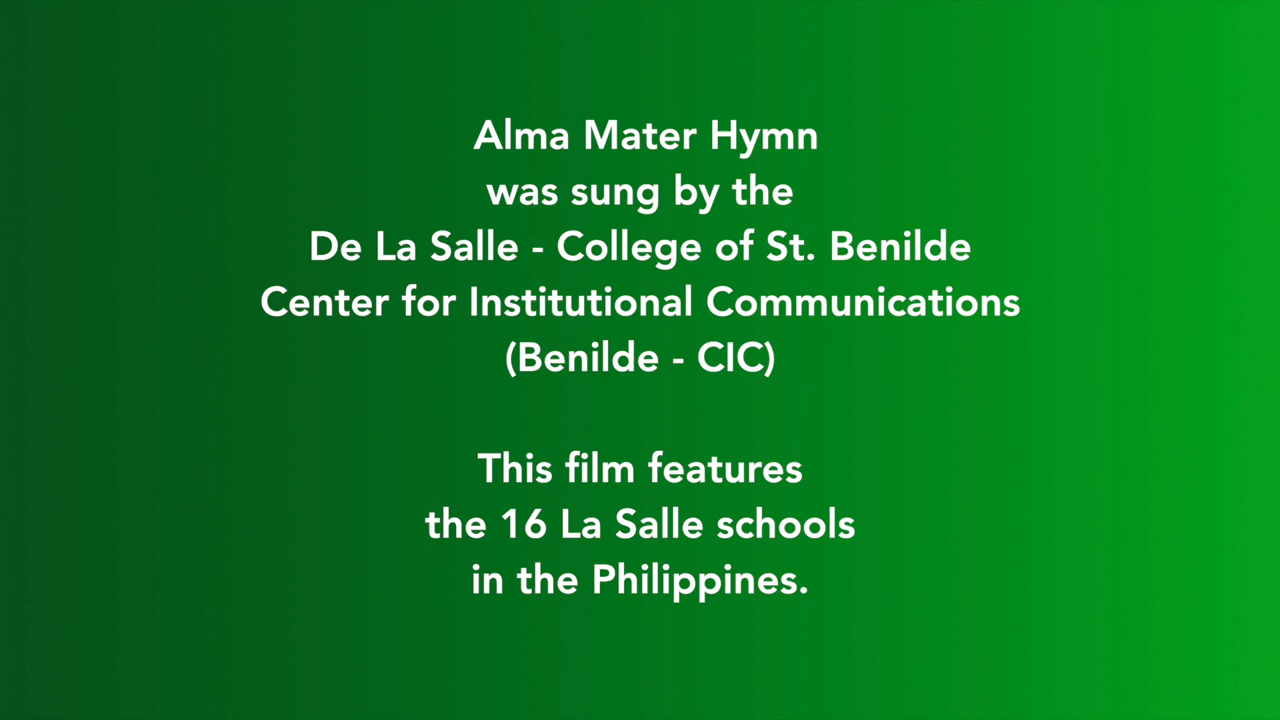 Alma Mater Hymn
was sung by the
De La Salle - College of St. Benilde
Center for Institutional Communications
(Benilde - CIC)
This film features
the 16 La Salle schools
in the Philippines.